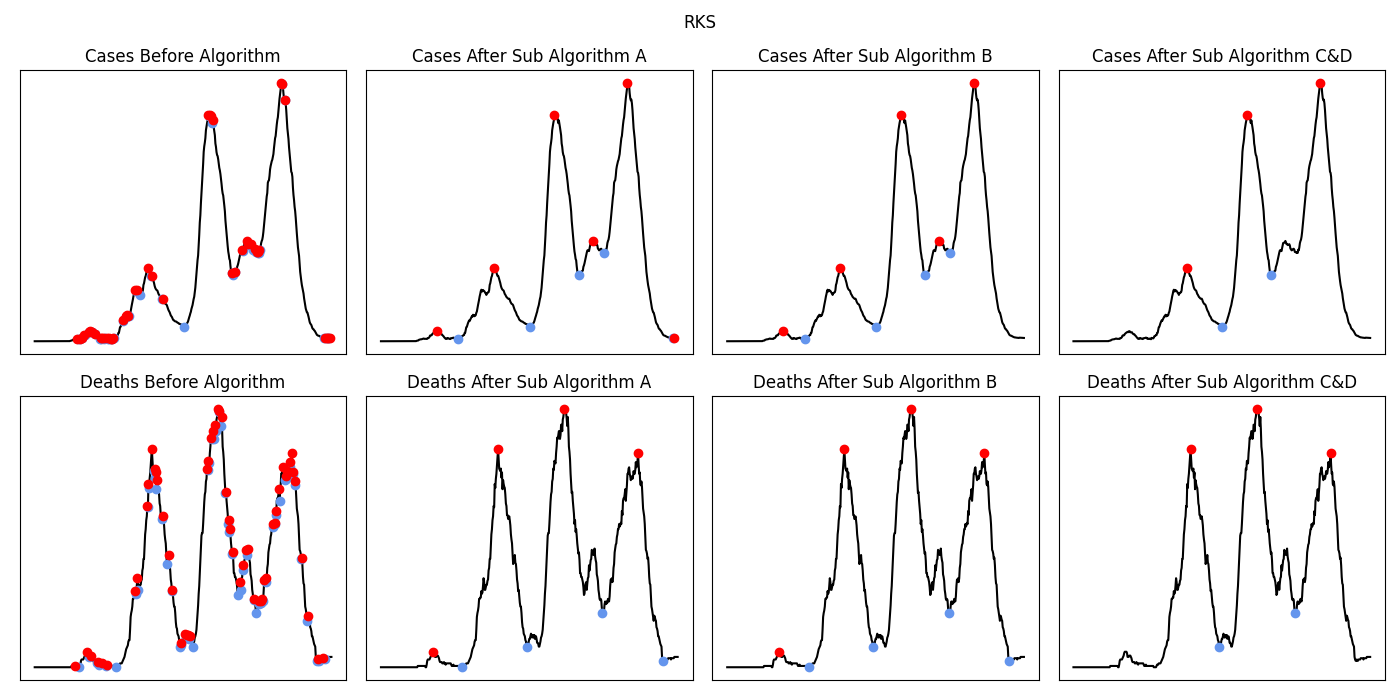 RKS
Cases Before Algorithm
Cases After Sub Algorithm A
Cases After Sub Algorithm B
Cases After Sub Algorithm C&D
Deaths Before Algorithm
Deaths After Sub Algorithm A
Deaths After Sub Algorithm B
Deaths After Sub Algorithm C&D